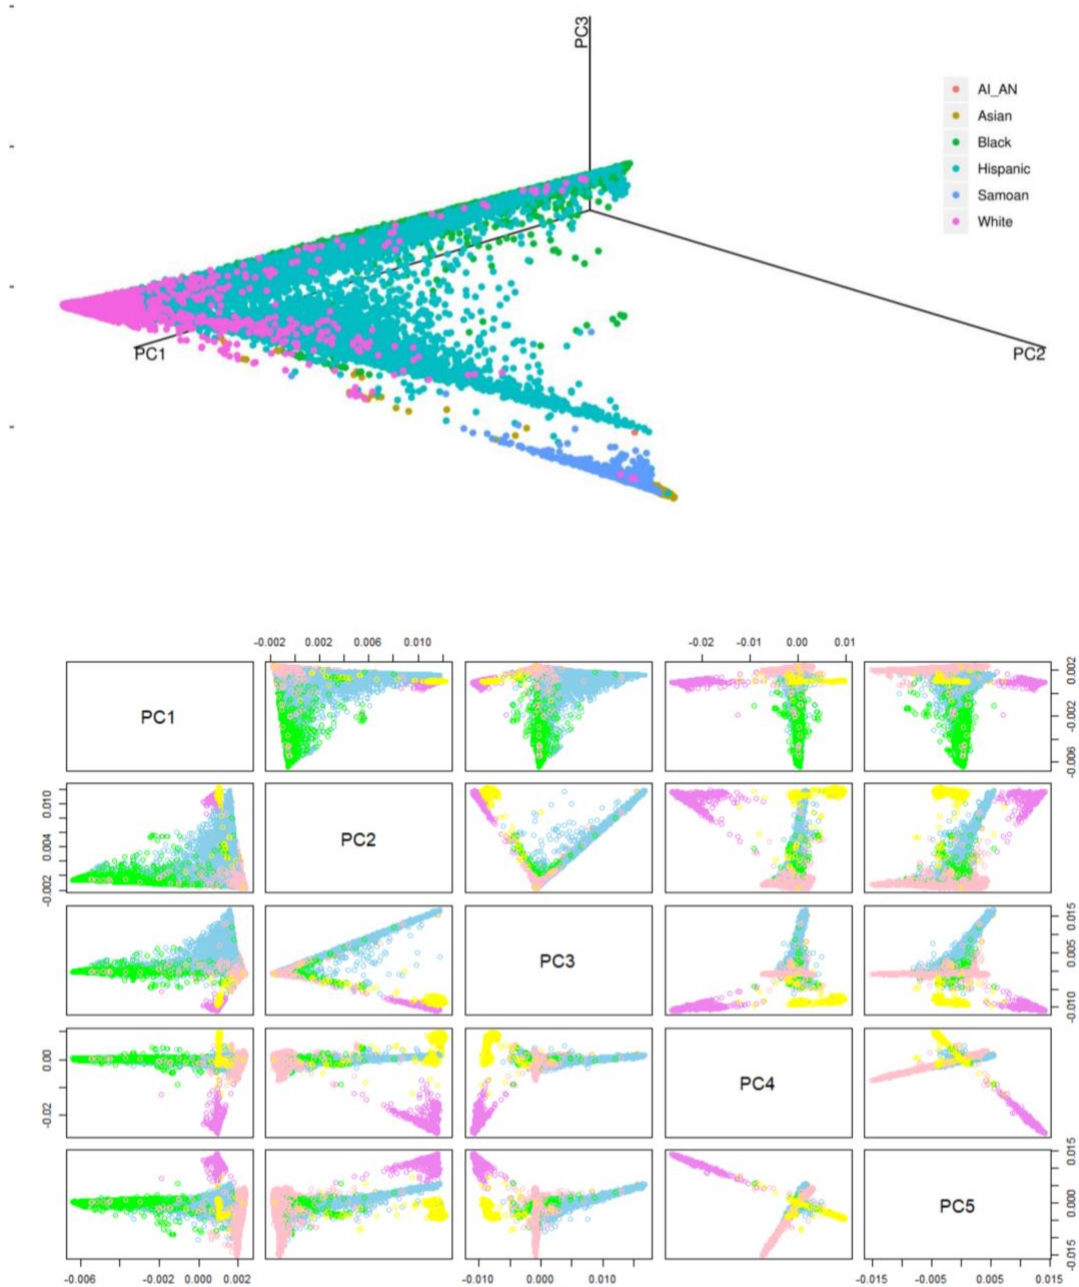 PC3
AI_AN
Asian
Black
Hispanic
Samoan
White
PC1
PC2
-0.002 0.002 0.006 0.010
-0.02 -0.01 0.00 0.01
PC1
-0.006 -0.002 0.002
-0.002 0.004 0.010
PC2
PC3
-0.010 0.005 0.015
-0.02 0.00
PC4
PC5
-0.015 0.000 0.015
-0.006 -0.002 0.000 0.002
-0.010 0.000 0.010
-0.015 -0.005 0.005 0.015